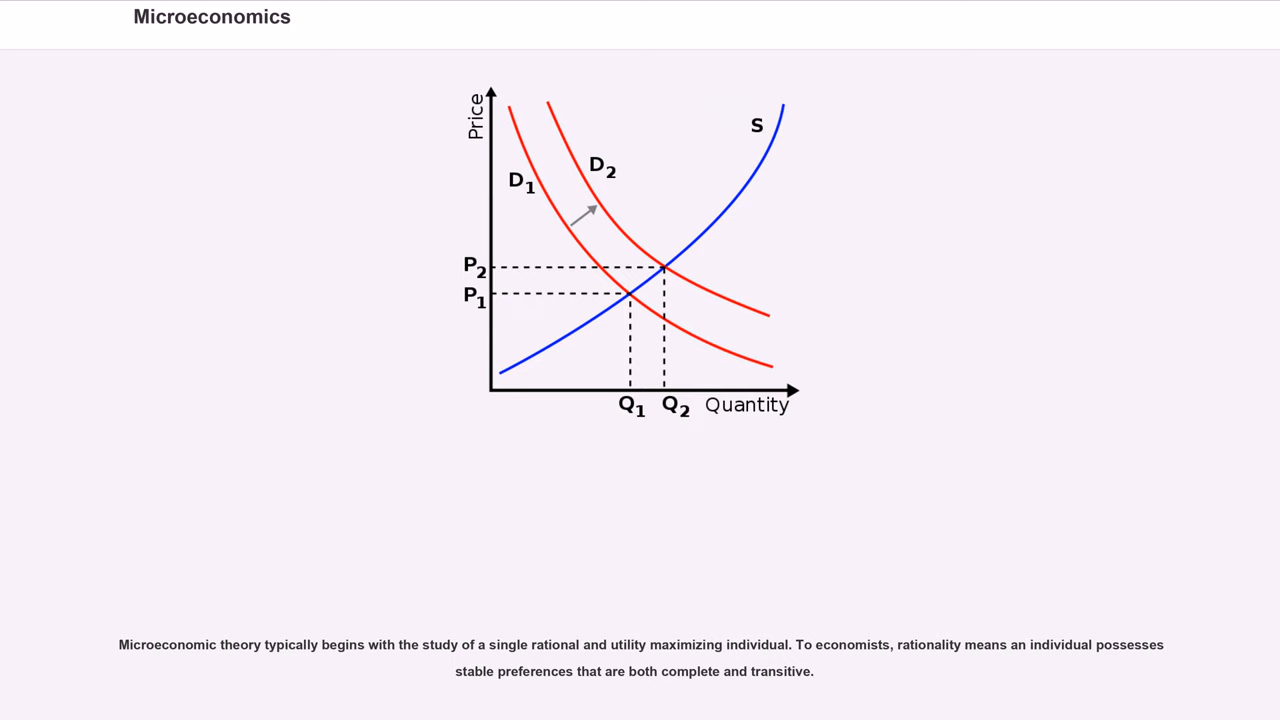 Microeconomics
Price
S
D2
D1
P2
P1
Q1 Q2 Quantity
Microeconomic theory typically begins with the study of a single rational and utility maximizing individual. To economists, rationality means an individual possesses
stable preferences that are both complete and transitive.